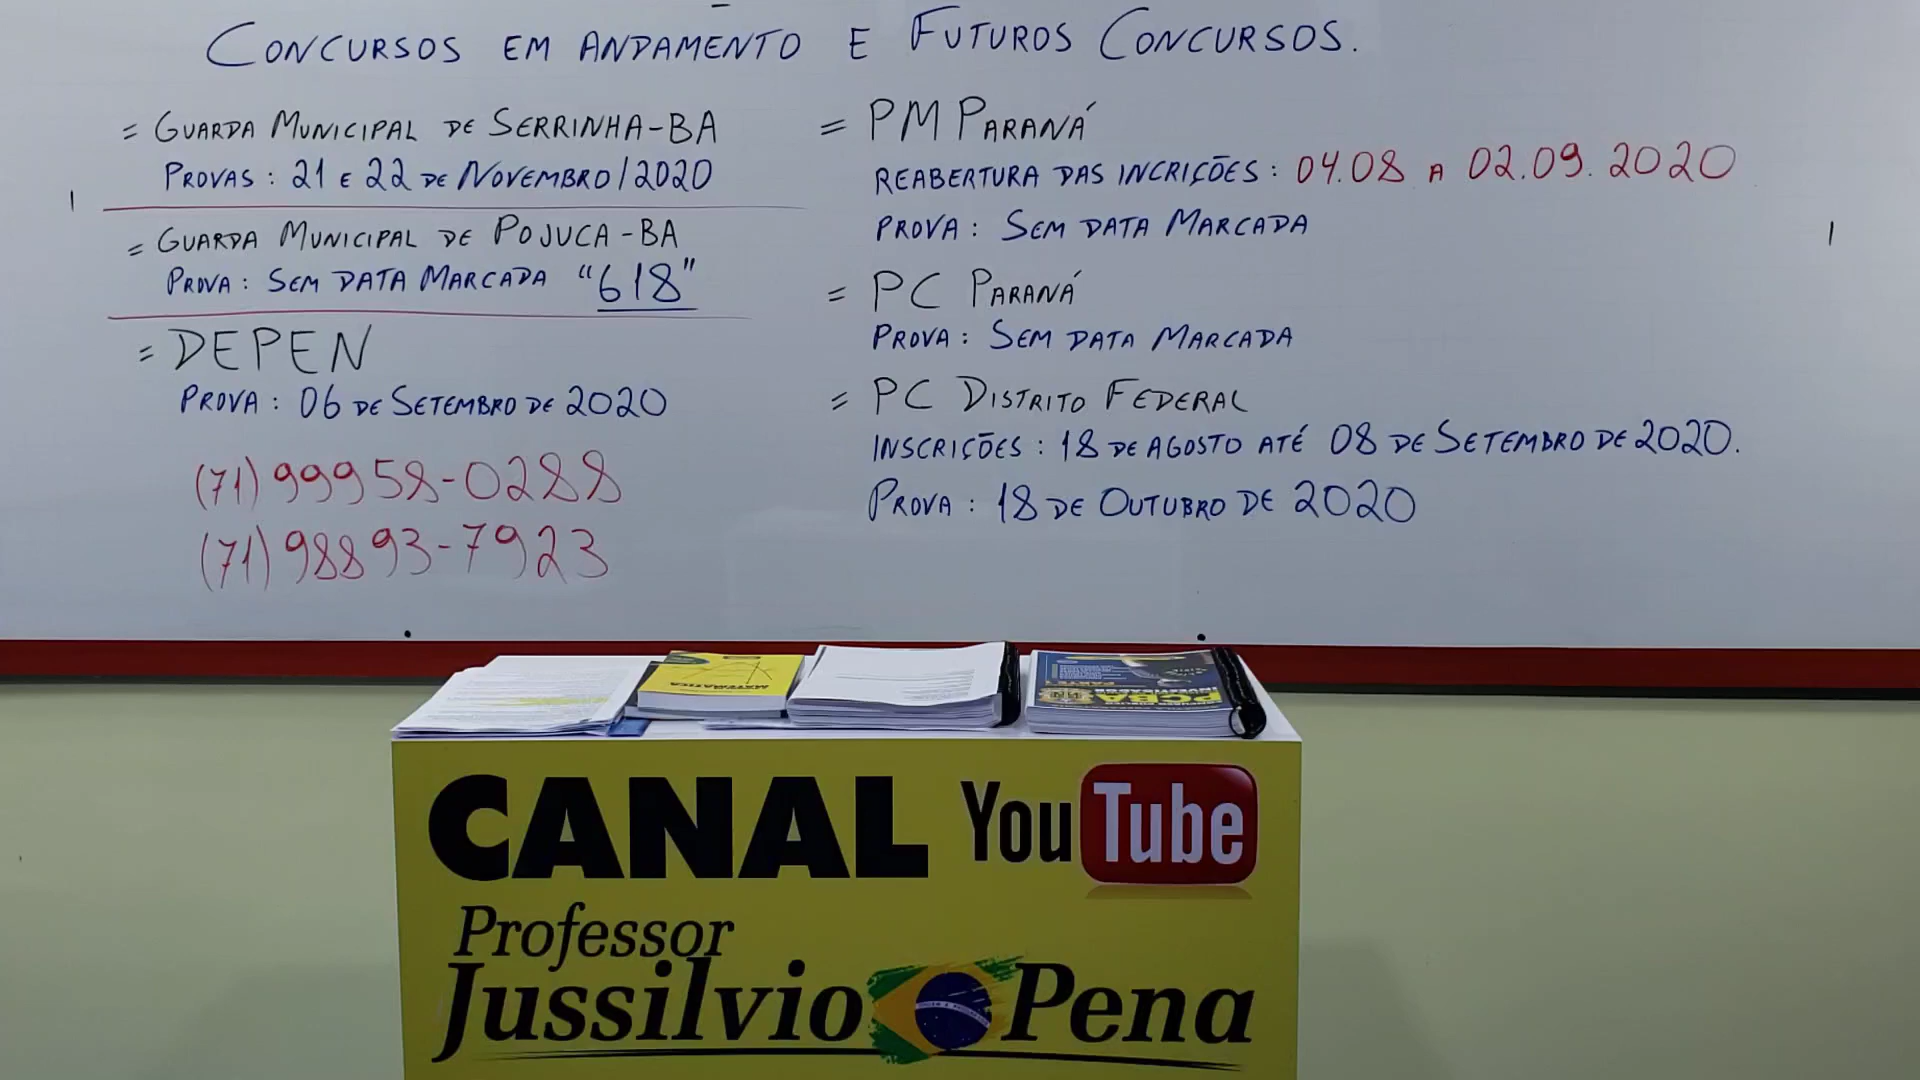 CONCURSOS EM ANDAMENTO E FUTUROS CONCURSOS.
= GUARDA MUNICIPAL DE SERRINHA-BA
PROVAS: 21 E 22 DE NOVEMBRO/2020
= GUARDA MUNICIPAL DE POJUCA-BA
PROVA: SEM DATA MARCADA "618"
= DEPEN
PROVA: 06 DE SETEMBRO DE 2020
(71) 99958-0288
(71) 98893-7923
= PM PARANÁ
REABERTURA DAS INCRIÇÕES: 04.08 A 02.09.2020
PROVA: SEM DATA MARCADA
= PC PARANÁ
PROVA: SEM DATA MARCADA
= PC DISTRITO FEDERAL
INSCRIÇÕES: 18 DE AGOSTO ATÉ 08 DE SETEMBRO DE 2020.
PROVA: 18 DE OUTUBRO DE 2020
MATEMÁTICA
PC-BA
INVESTIGADOR
CANAL YouTube
Professor
Jussilvio Pena